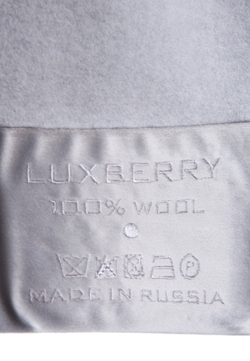 LUXBERRY
100% WOOL
P
MADE IN RUSSIA